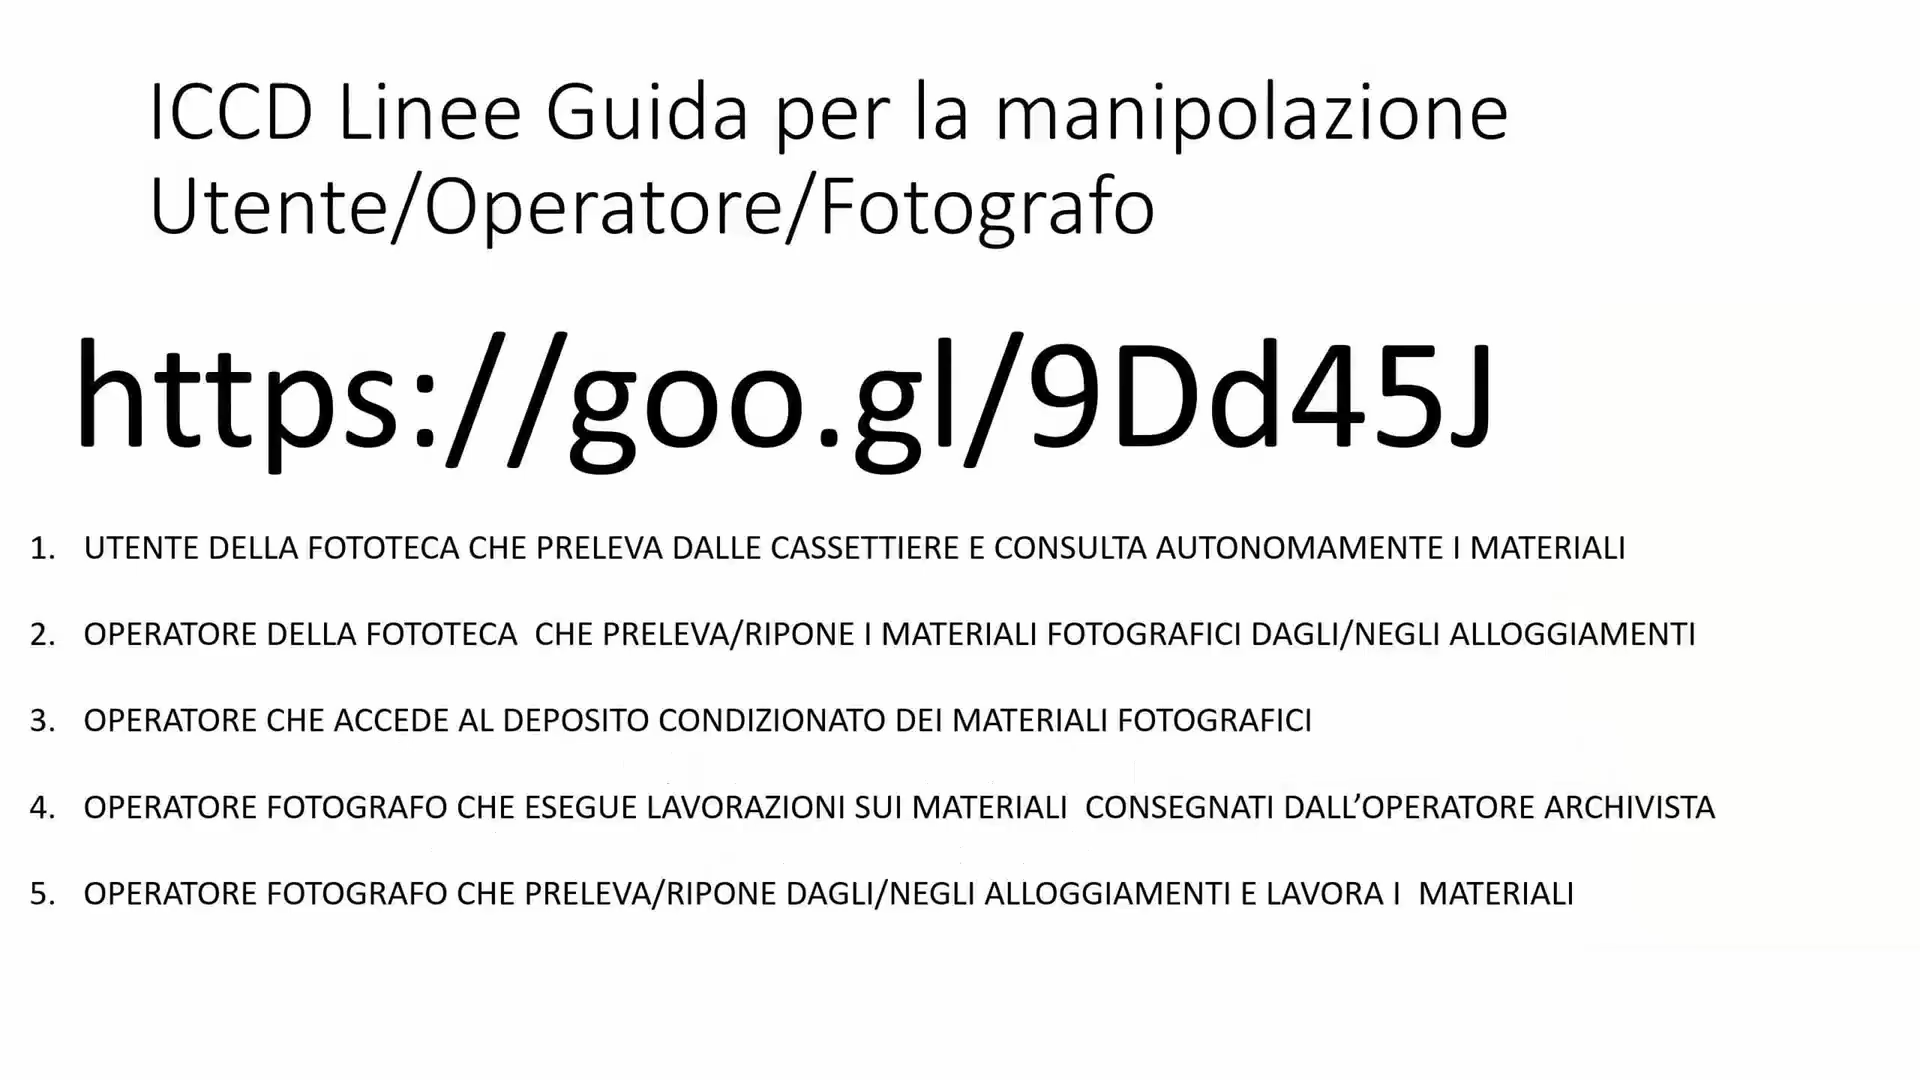 ICCD Linee Guida per la manipolazione
Utente/Operatore/Fotografo
https://goo.gl/9Dd45J
1. UTENTE DELLA FOTOTECA CHE PRELEVA DALLE CASSETTIERE E CONSULTA AUTONOMAMENTE I MATERIALI
2. OPERATORE DELLA FOTOTECA CHE PRELEVA/RIPONE I MATERIALI FOTOGRAFICI DAGLI/NEGLI ALLOGGIAMENTI
3. OPERATORE CHE ACCEDE AL DEPOSITO CONDIZIONATO DEI MATERIALI FOTOGRAFICI
4. OPERATORE FOTOGRAFO CHE ESEGUE LAVORAZIONI SUI MATERIALI CONSEGNATI DALL’OPERATORE ARCHIVISTA
5. OPERATORE FOTOGRAFO CHE PRELEVA/RIPONE DAGLI/NEGLI ALLOGGIAMENTI E LAVORA I MATERIALI